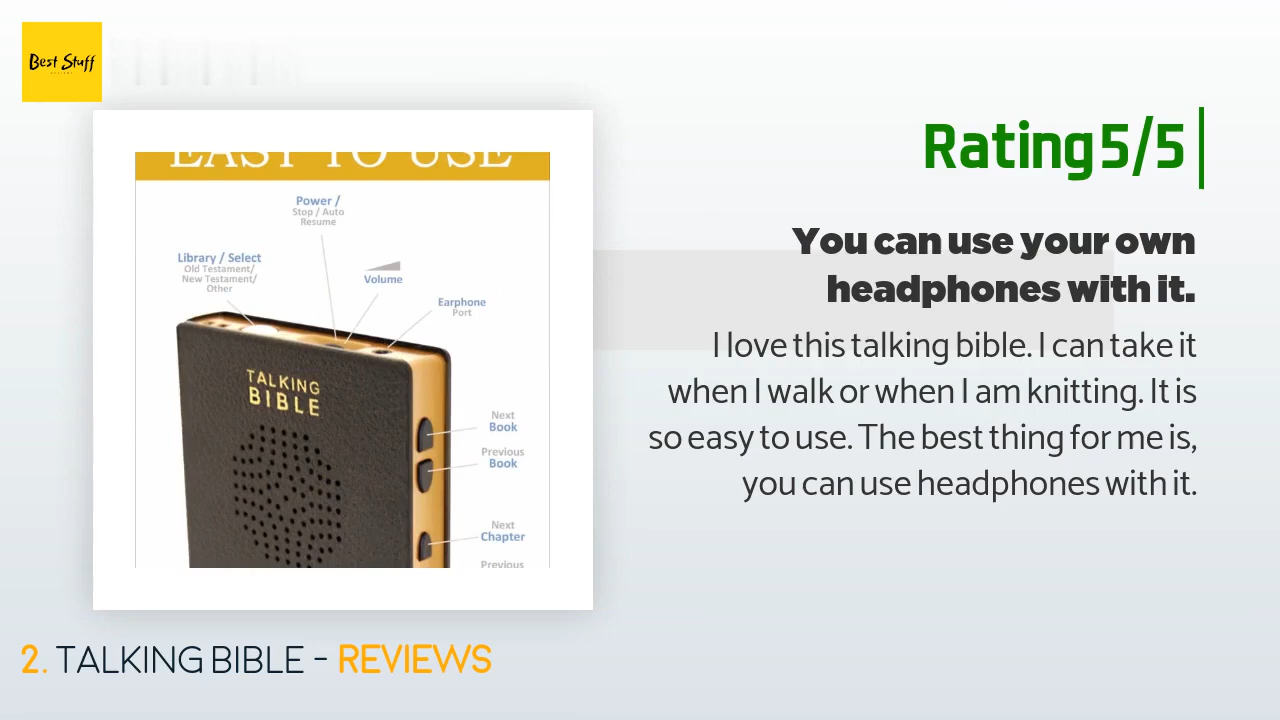 Best Stuff
EASY TO USE
Power /
Stop / Auto
Resume
Library / Select
Old Testament/
New Testament/
Other
Volume
Earphone
Port
TALKING
BIBLE
Next
Book
Previous
Book
Next
Chapter
Previous
Rating 5/5
You can use your own
headphones with it.
I love this talking bible. I can take it
when I walk or when I am knitting. It is
so easy to use. The best thing for me is,
you can use headphones with it.
2. TALKING BIBLE - REVIEWS